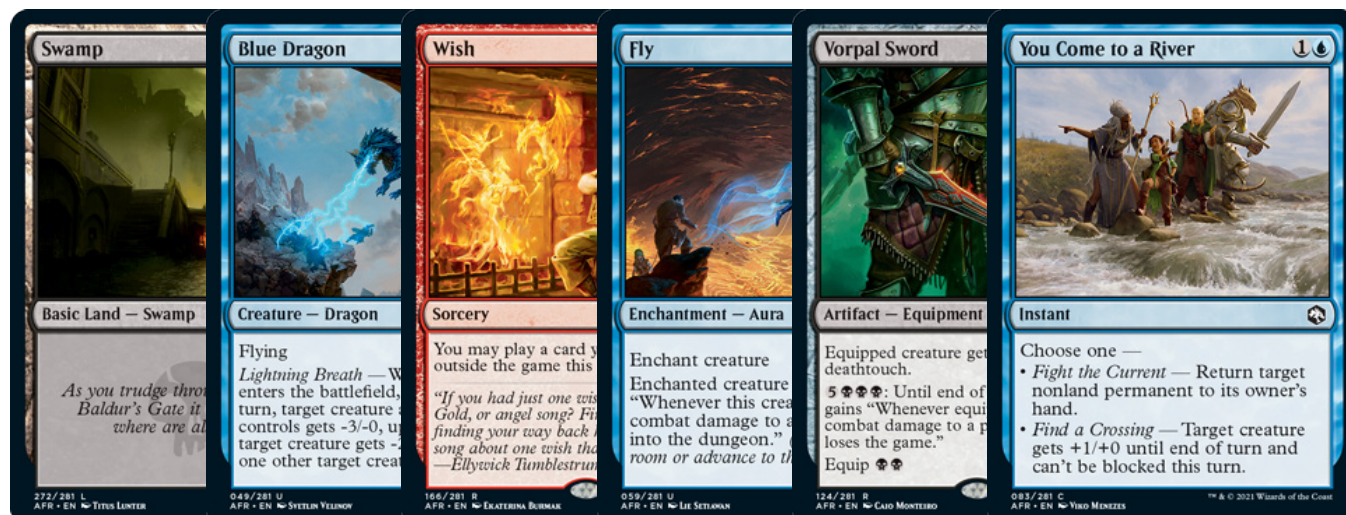 Swamp
Basic Land — Swamp
As you trudge thro
Baldur's Gate it
where are al
272/281 L
AFR • EN TITUS LUNTER
Blue Dragon
Creature — Dragon
Flying
Lightning Breath — W
enters the battlefield,
turn, target creature
controls gets -3/-0, u
target creature gets -
one other target crea
049/281 U
AFR • EN SVETLIN VELINOV
Wish
Sorcery
You may play a card y
outside the game this
"If you had just one wis
Gold, or angel song? Fi
finding your way back
song about one wish tha
—Ellywick Tumblestrum
166/281 R
AFR • EN EKATERINA BURMAK
Fly
Enchantment — Aura
Enchant creature
Enchanted creature
"Whenever this crea
combat damage to a
into the dungeon." (
room or advance to th
059/281 U
AFR • EN LIE SETIAWAN
Vorpal Sword
Artifact — Equipment
Equipped creature get
deathtouch.
5 : Until end of
gains "Whenever equi
combat damage to a p
loses the game."
Equip
124/281 R
AFR • EN CAIO MONTEIRO
You Come to a River 1
Instant
Choose one —
• Fight the Current — Return target
nonland permanent to its owner's
hand.
• Find a Crossing — Target creature
gets +1/+0 until end of turn and
can't be blocked this turn.
083/281 C
AFR • EN VIKO MENEZES
™ & © 2021 Wizards of the Coast